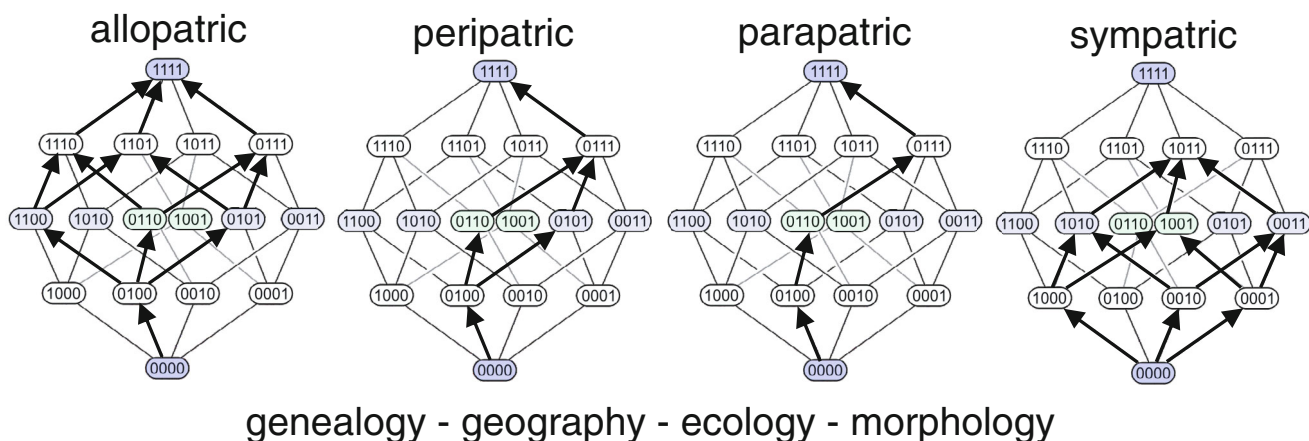 allopatric peripatric parapatric sympatric
1111 1111 1111 1111
1110 1101 1011 0111 1110 1101 1011 0111 1110 1101 1011 0111 1110 1101 1011 0111
1100 1010 0110 1001 0101 0011 1100 1010 0110 1001 0101 0011 1100 1010 0110 1001 0101 0011 1100 1010 0110 1001 0101 0011
1000 0100 0010 0001 1000 0100 0010 0001 1000 0100 0010 0001 1000 0100 0010 0001
0000 0000 0000 0000
genealogy - geography - ecology - morphology